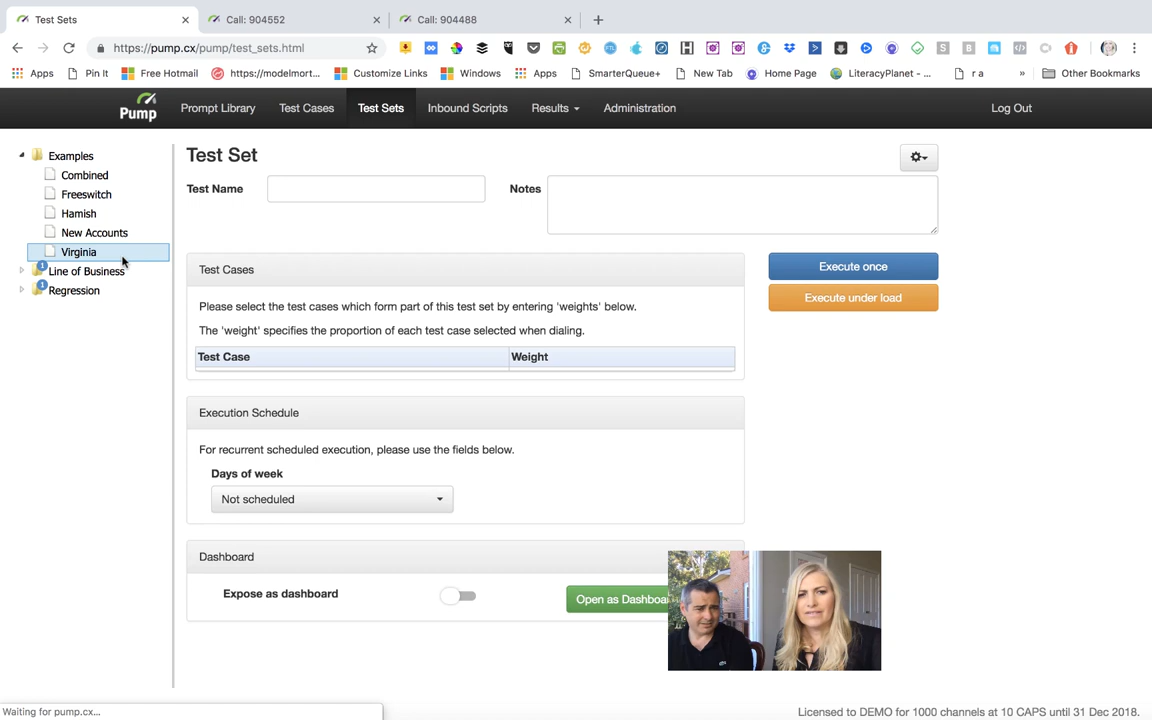 Test Sets
Call: 904552
Call: 904488
https://pump.cx/pump/test_sets.html
Apps
Pin It
Free Hotmail
https://modelmort...
Customize Links
Windows
Apps
SmarterQueue+
New Tab
Home Page
LiteracyPlanet - ...
r a
»
Other Bookmarks
Pump
Prompt Library
Test Cases
Test Sets
Inbound Scripts
Results
Administration
Log Out
Examples
Combined
Freeswitch
Hamish
New Accounts
Virginia
1
Line of Business
1
Regression
Test Set
Test Name
Notes
Test Cases
Please select the test cases which form part of this test set by entering 'weights' below.
The 'weight' specifies the proportion of each test case selected when dialing.
Test Case Weight
Execute once
Execute under load
Execution Schedule
For recurrent scheduled execution, please use the fields below.
Days of week
Not scheduled
Dashboard
Expose as dashboard
Open as Dashboa
Waiting for pump.cx...
Licensed to DEMO for 1000 channels at 10 CAPS until 31 Dec 2018.